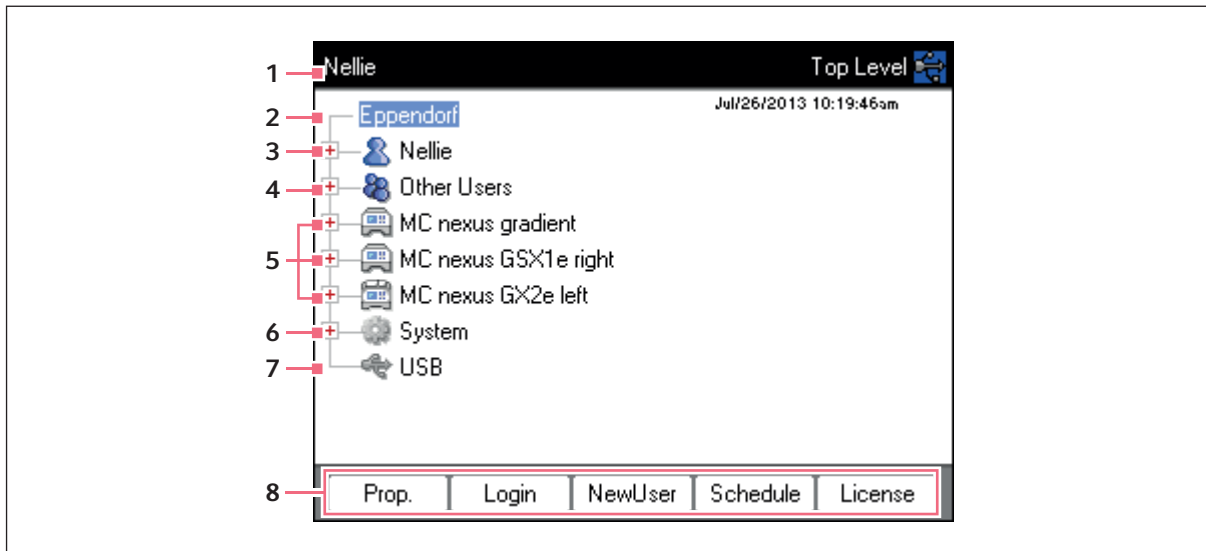 1 Nellie Top Level
Jul/26/2013 10:19:46am
2 Eppendorf
3 + Nellie
4 + Other Users
+ MC nexus gradient
5 + MC nexus GSX1e right
+ MC nexus GX2e left
6 + System
7 USB
8 Prop. Login NewUser Schedule License